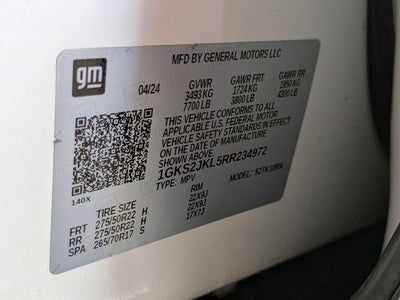 gm
MFD BY GENERAL MOTORS LLC
04/24 GVWR GAWR FRT GAWR RR
3493 KG 1724 KG 1950 KG
7700 LB 3800 LB 4300 LB
THIS VEHICLE CONFORMS TO ALL
APPLICABLE U.S. FEDERAL MOTOR
VEHICLE SAFETY STANDARDS IN EFFECT
ON THE DATE OF MANUFACTURE
SHOWN ABOVE.
1GKS2JKL5RR234972
TYPE: MPV MODEL:
140X
TIRE SIZE RIM
FRT 275/50R22 H 22X9J
RR 275/50R22 H 22X9J
SPA 265/70R17 S 17X7J